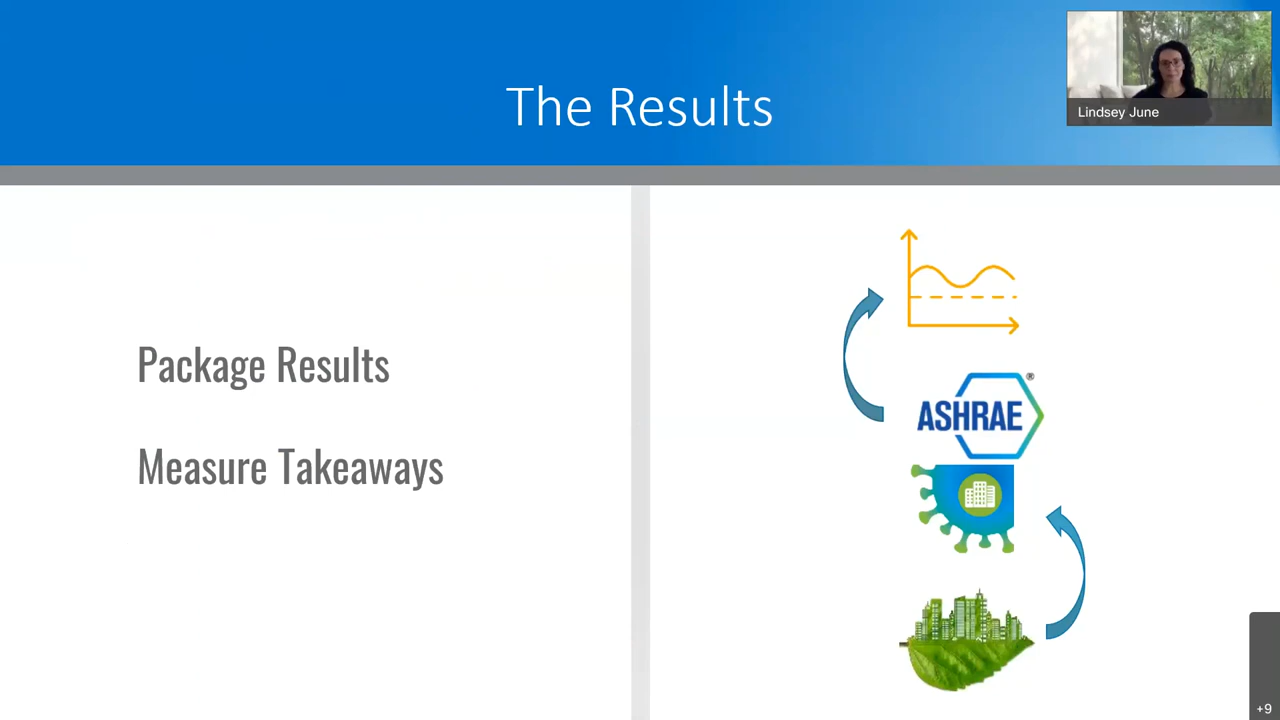 The Results
Lindsey June
Package Results
Measure Takeaways
ASHRAE®
+9